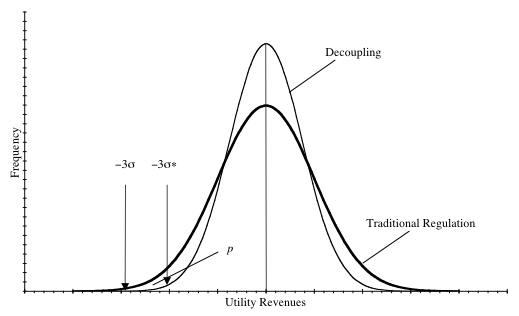 Decoupling
Frequency
–3σ
–3σ*
Traditional Regulation
p
Utility Revenues